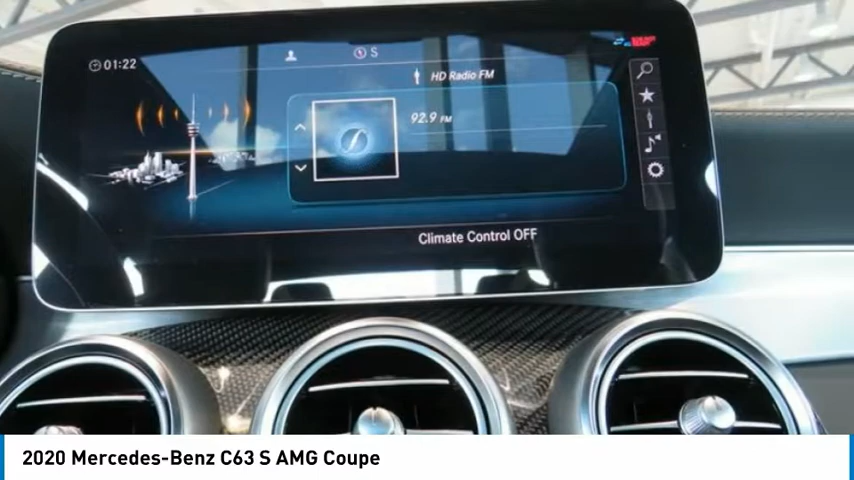 01:22
S
HD Radio FM
92.9 FM
Climate Control OFF
2020 Mercedes-Benz C63 S AMG Coupe